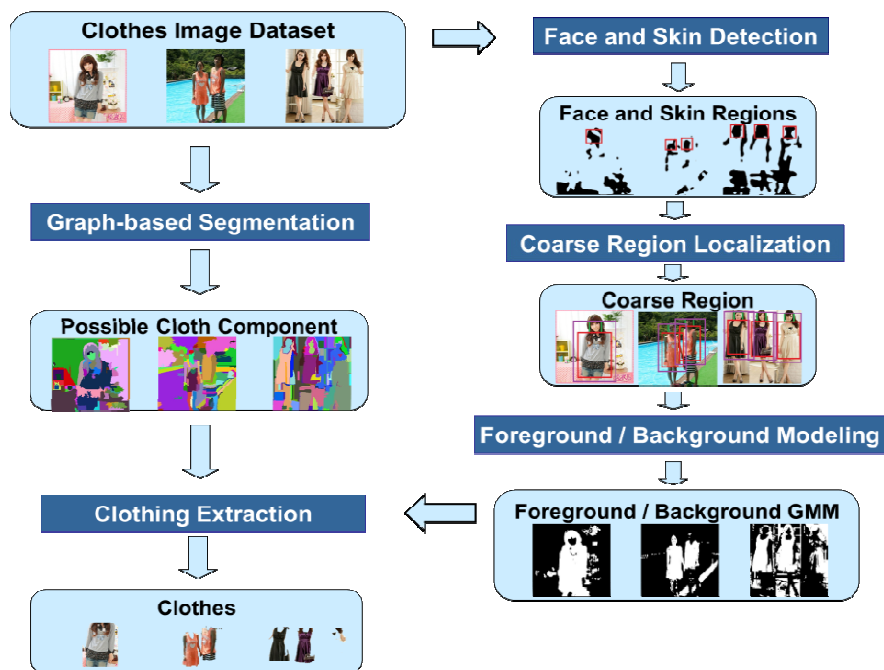 Clothes Image Dataset
Face and Skin Detection
Face and Skin Regions
Graph-based Segmentation
Coarse Region Localization
Possible Cloth Component
Coarse Region
Foreground / Background Modeling
Clothing Extraction
Foreground / Background GMM
Clothes